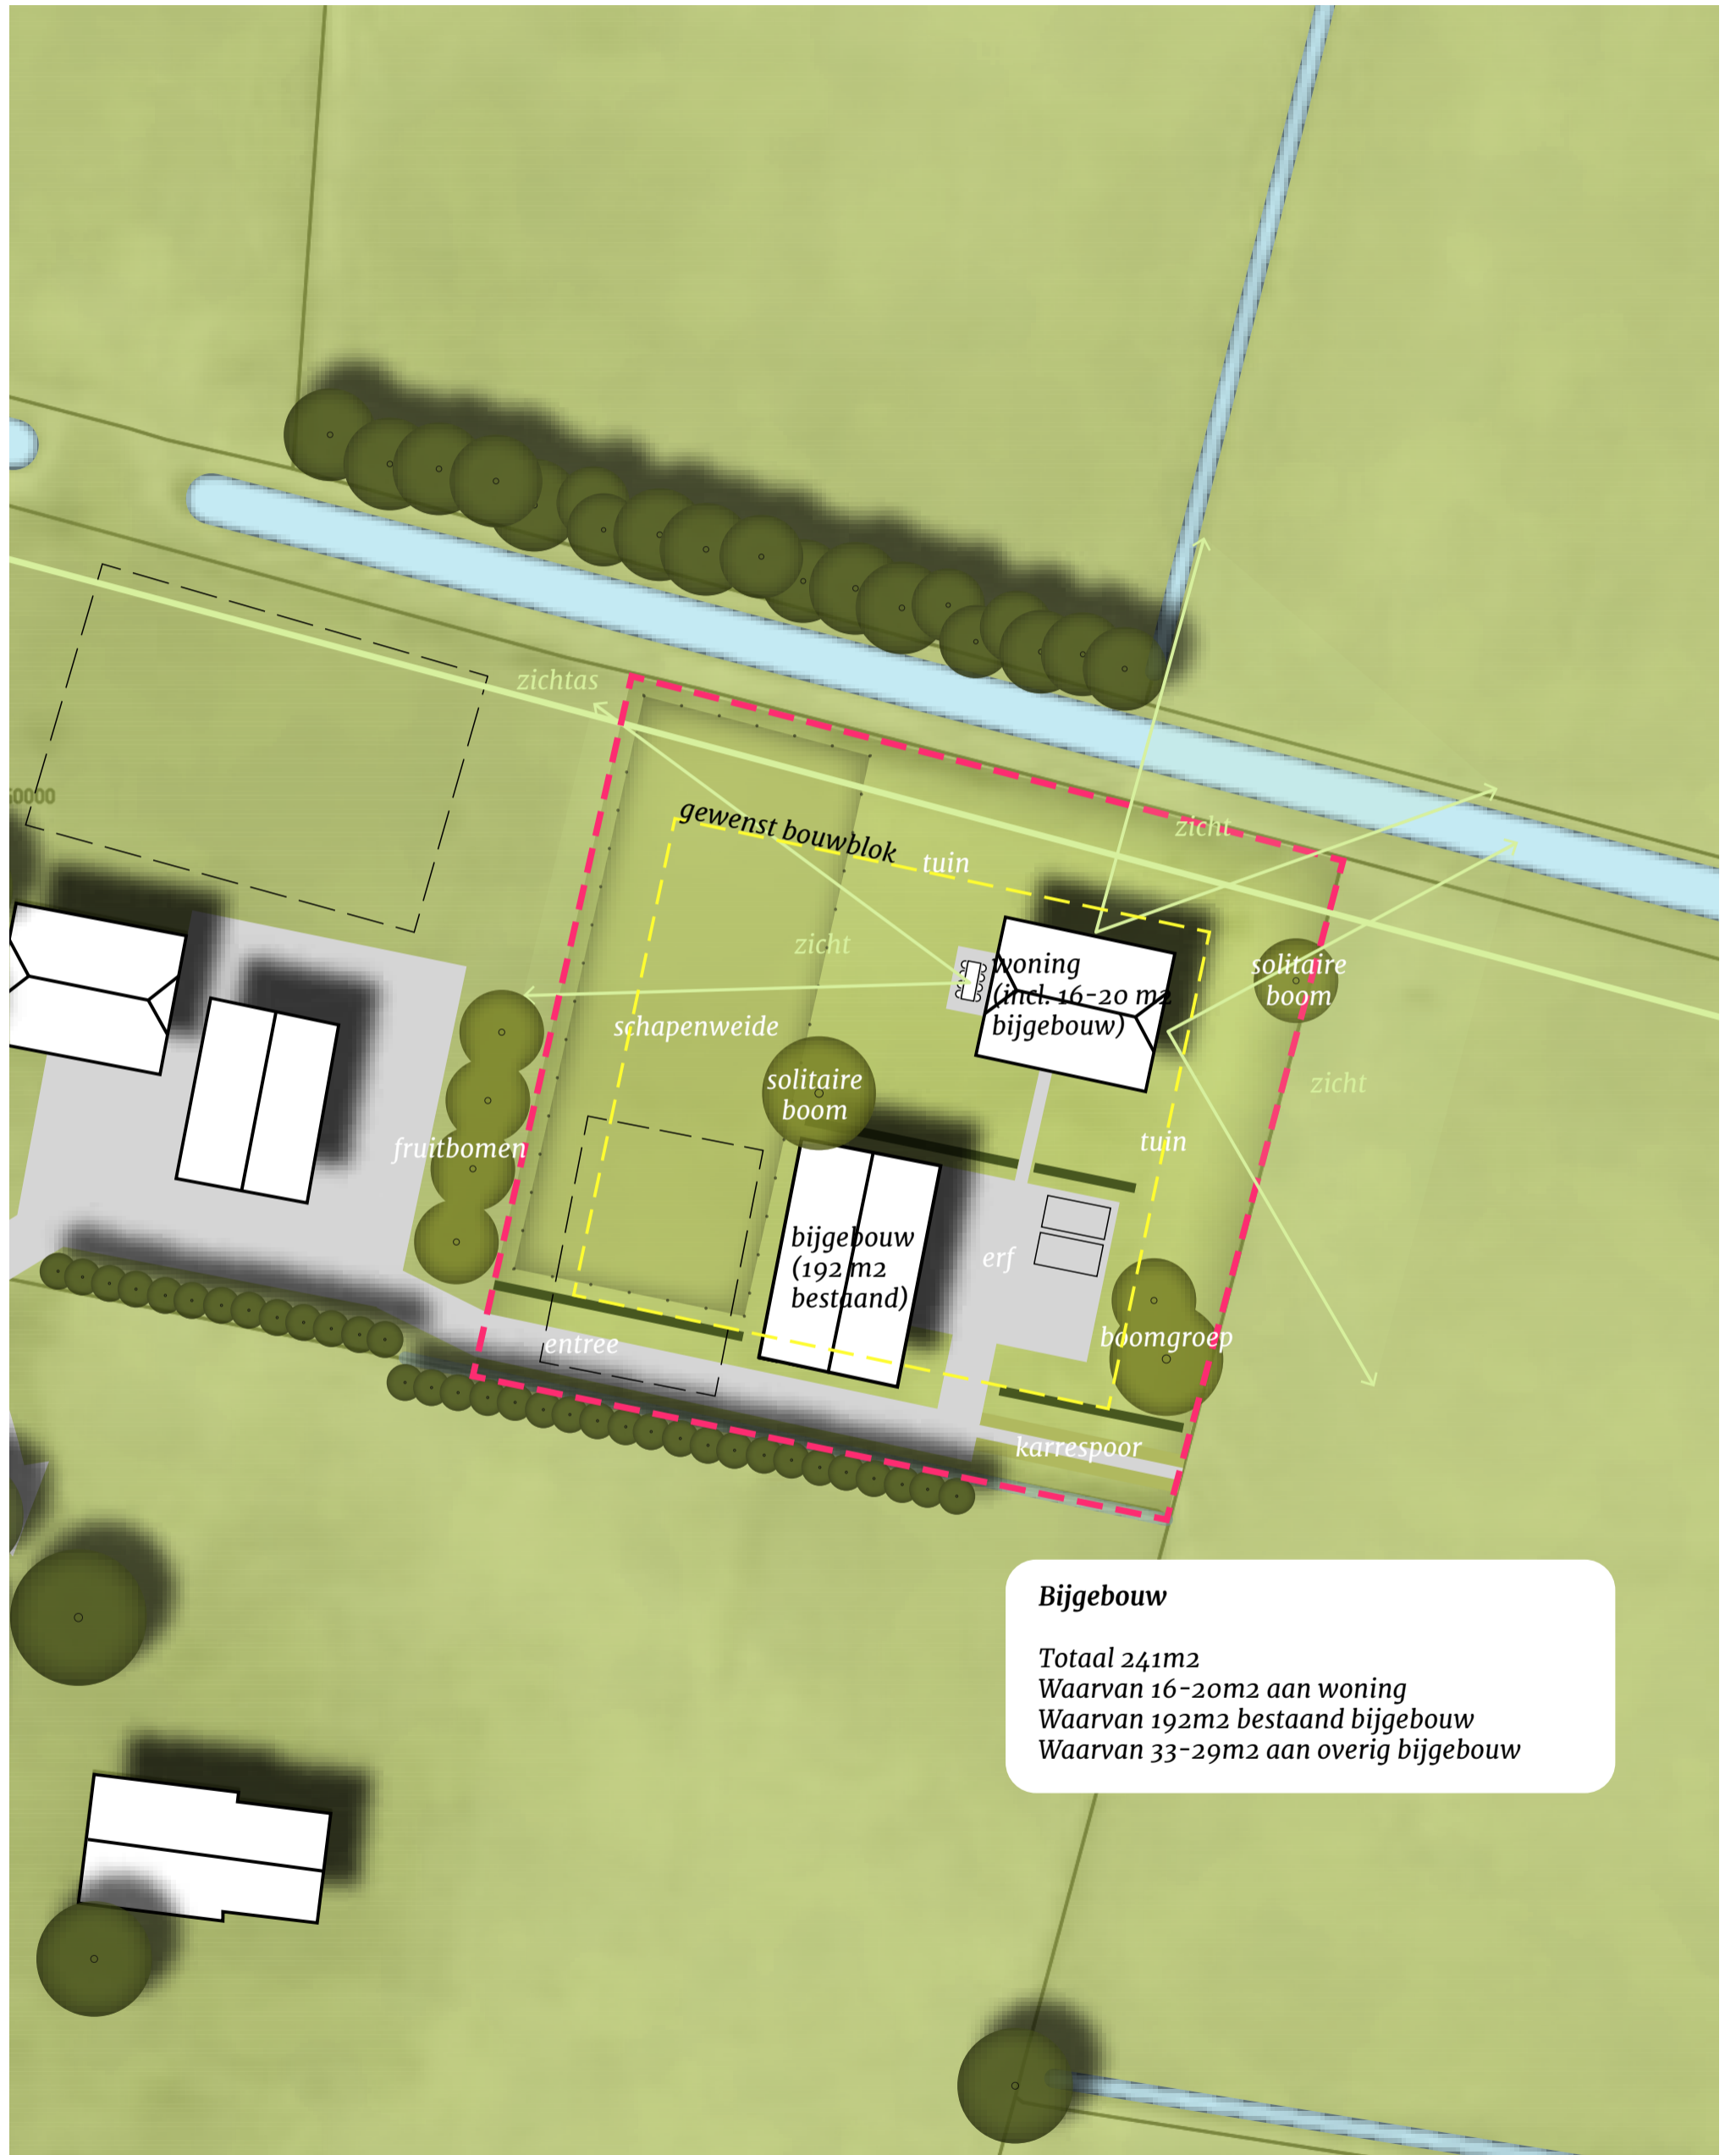 zichtas
gewenst bouwblok
tuin
zicht
zicht
woning
(incl. 16-20 m2
bijgebouw)
solitaire
boom
schapenweide
solitaire
boom
zicht
fruitbomen
tuin
bijgebouw
(192 m2
bestaand)
erf
entree
boomgroep
karrespoor
Bijgebouw
Totaal 241m2
Waarvan 16-20m2 aan woning
Waarvan 192m2 bestaand bijgebouw
Waarvan 33-29m2 aan overig bijgebouw